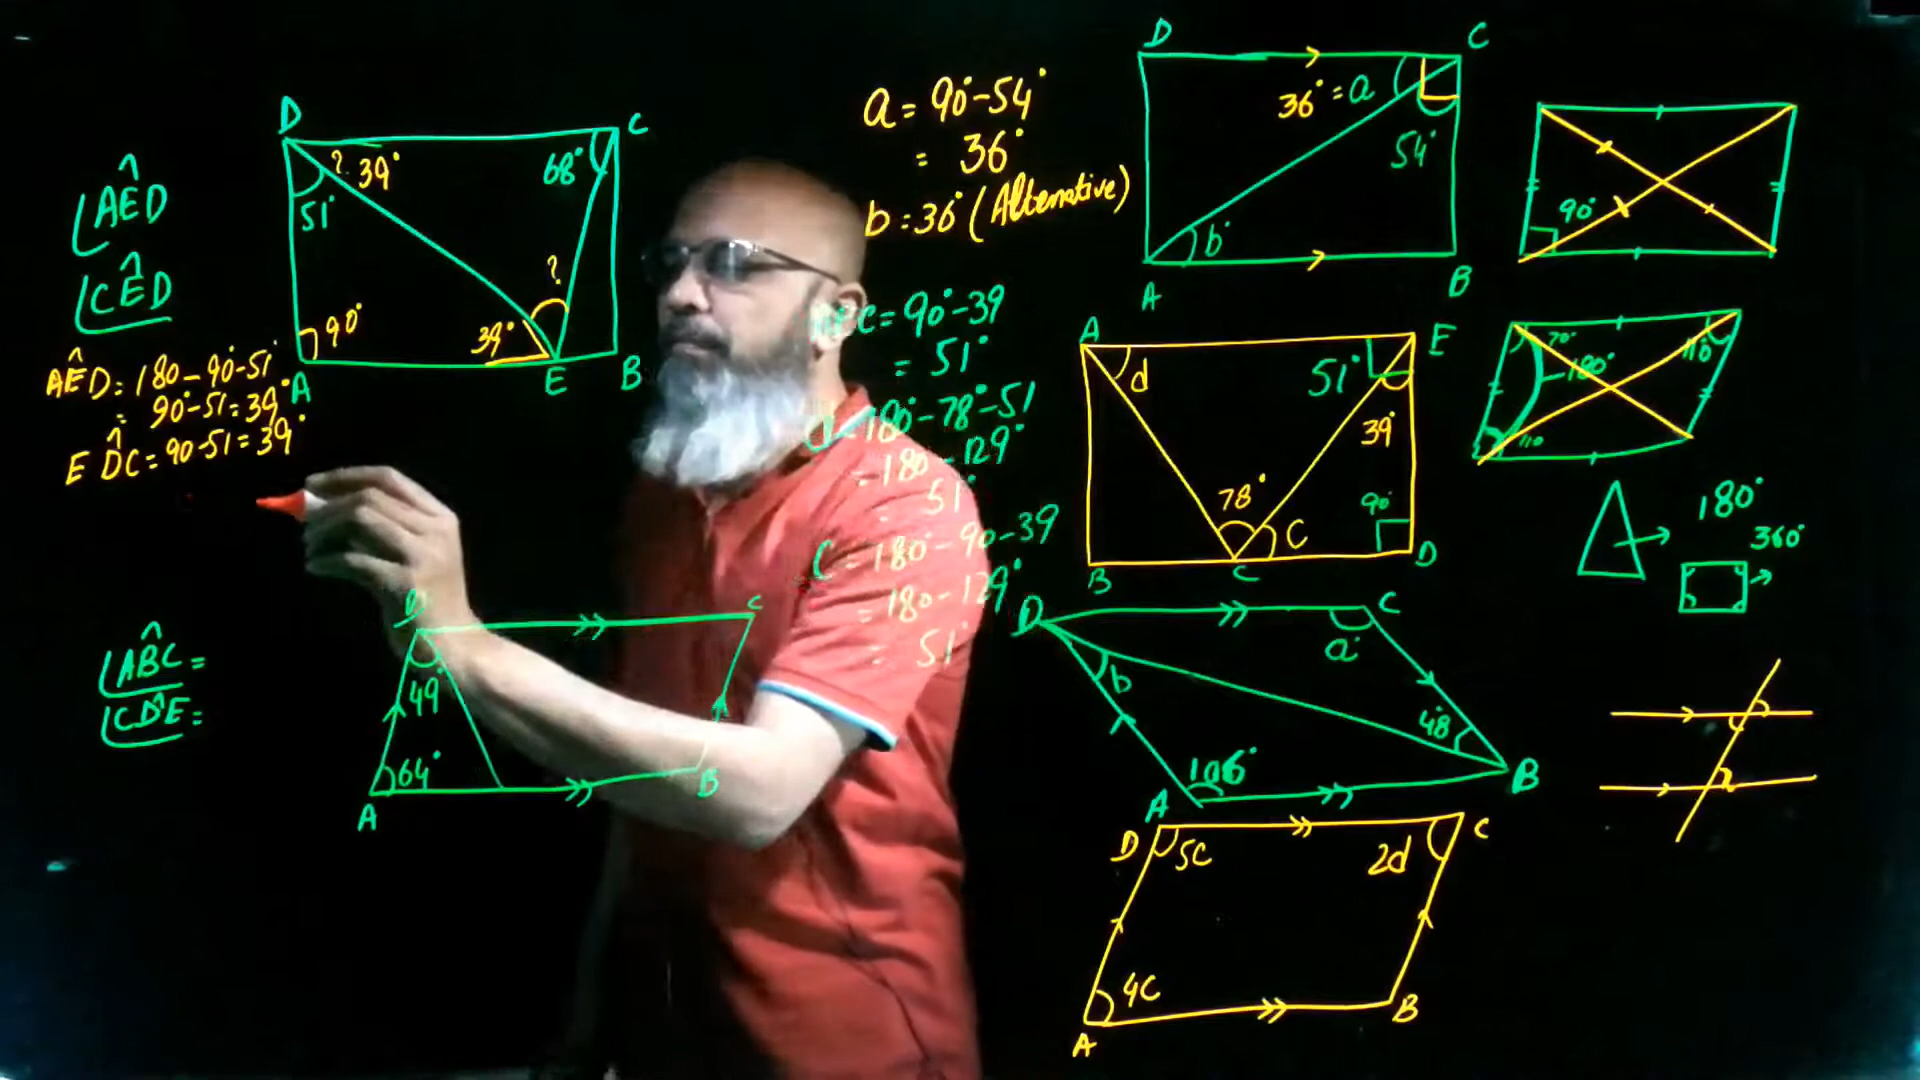 D
C
? 39°
68°
51°
?
90°
39°
A
E
B
∠AÊD
∠CÊD
AÊD = 180 - 90 - 51°
= 90° - 51 = 39°
E D̂C = 90 - 51 = 39°
∠AB̂C =
∠CD̂E =
D
C
49°
64°
A
B
a = 90° - 54°
= 36°
b = 36° (Alternative)
C = 90° - 39
= 51°
180° - 78° - 51
= 180 - 129°
= 51°
C = 180° - 90 - 39
= 180 - 129°
= 51°
D
C
36° = a
54°
b°
A
B
A
E
d
51°
39°
78°
90°
C
B
C
D
D
C
a°
b
48°
106°
A
B
D
C
5c
2d
4c
A
B
90°
70°
110°
180°
110
180°
360°